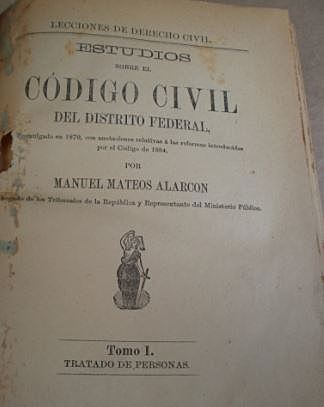 LECCIONES DE DERECHO CIVIL.
ESTUDIOS
SOBRE EL
CÓDIGO CIVIL
DEL DISTRITO FEDERAL,
Promulgado en 1870, con anotaciones relativas á las reformas introducidas
por el Código de 1884.
POR
MANUEL MATEOS ALARCON
Abogado de los Tribunales de la República y Representante del Ministerio Público.
Tomo I.
TRATADO DE PERSONAS.